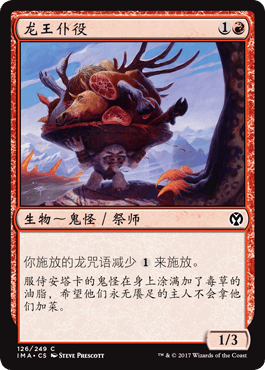 龙王仆役 1
生物～鬼怪 / 祭师
你施放的龙咒语减少 1 来施放。
服侍安塔卡的鬼怪在身上涂满加了毒草的
油脂，希望他们永无餍足的主人不会拿他
们加菜。
1/3
126/249 C
IMA • CS STEVE PRESCOTT
™ & © 2017 Wizards of the Coast